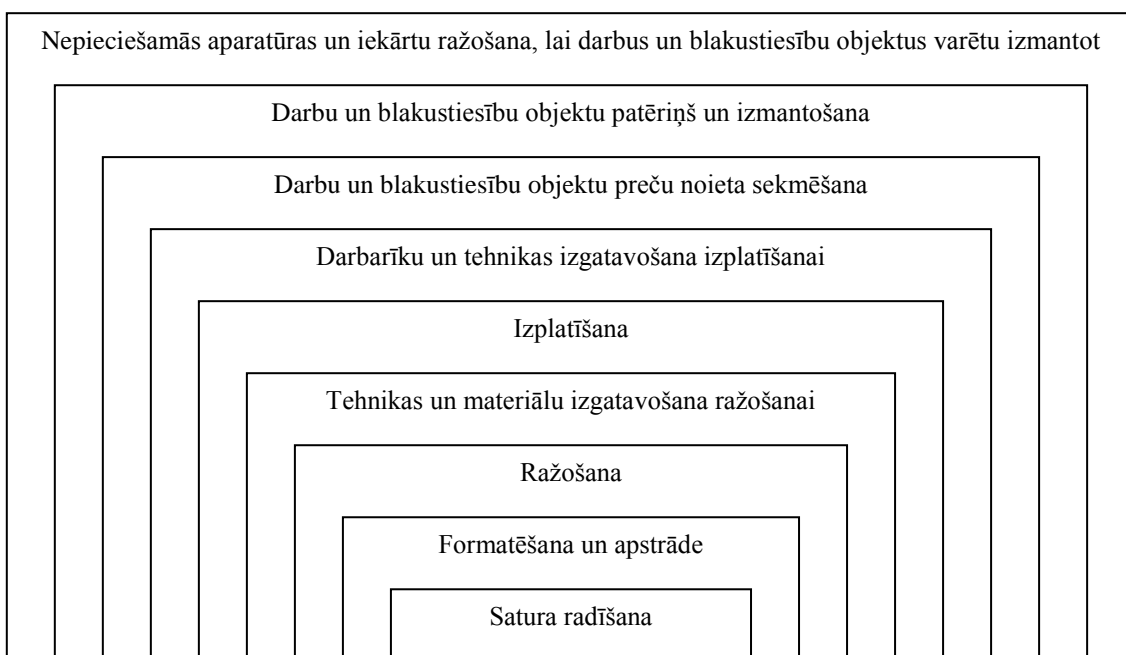 Nepieciešamās aparatūras un iekārtu ražošana, lai darbus un blakustiesību objektus varētu izmantot
Darbu un blakustiesību objektu patēriņš un izmantošana
Darbu un blakustiesību objektu preču noieta sekmēšana
Darbarīku un tehnikas izgatavošana izplatīšanai
Izplatīšana
Tehnikas un materiālu izgatavošana ražošanai
Ražošana
Formatēšana un apstrāde
Satura radīšana